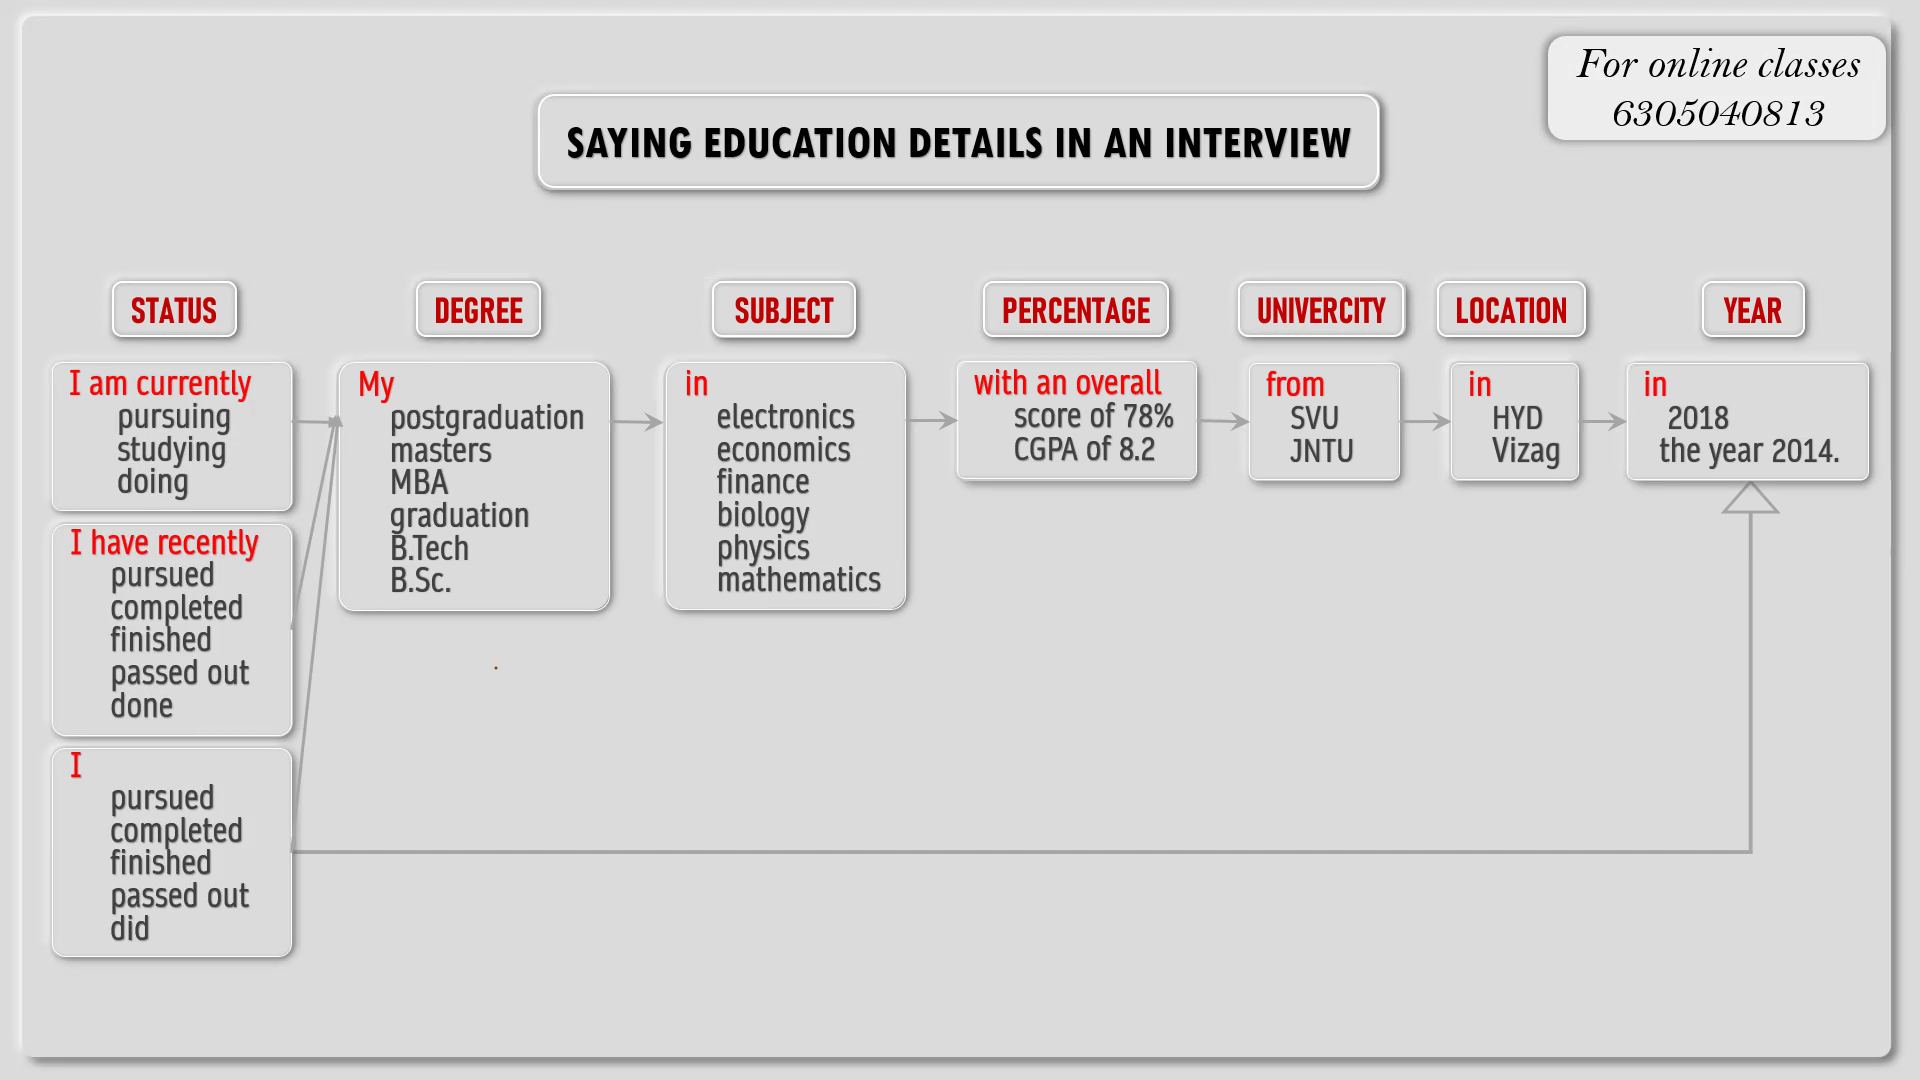 For online classes
6305040813
SAYING EDUCATION DETAILS IN AN INTERVIEW
STATUS
I am currently
pursuing
studying
doing
I have recently
pursued
completed
finished
passed out
done
I
pursued
completed
finished
passed out
did
DEGREE
My
postgraduation
masters
MBA
graduation
B.Tech
B.Sc.
SUBJECT
in
electronics
economics
finance
biology
physics
mathematics
PERCENTAGE
with an overall
score of 78%
CGPA of 8.2
UNIVERCITY
from
SVU
JNTU
LOCATION
in
HYD
Vizag
YEAR
in
2018
the year 2014.